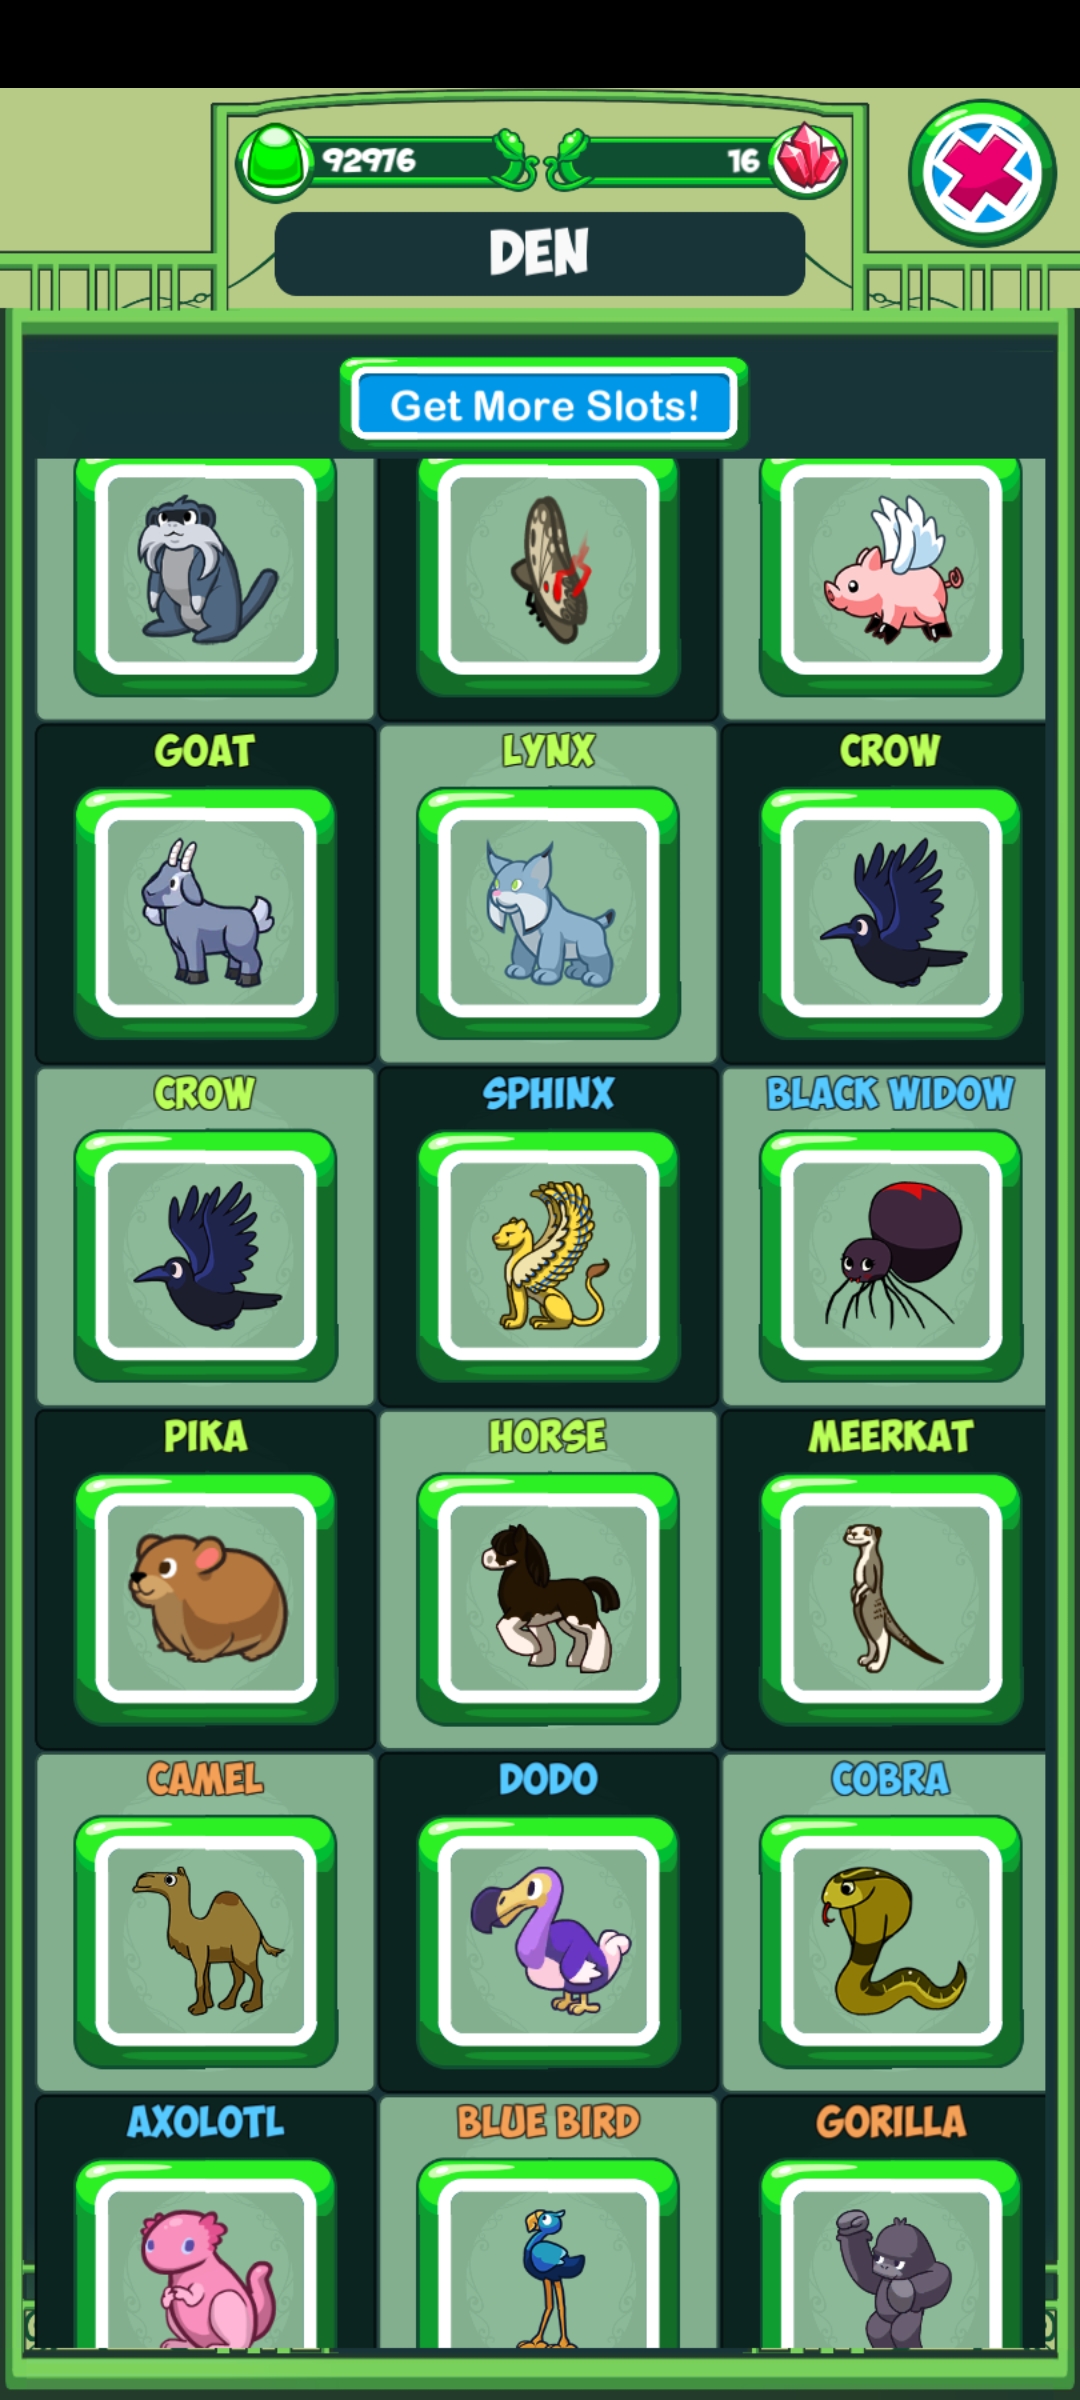 92976
16
DEN
Get More Slots!
GOAT
LYNX
CROW
CROW
SPHINX
BLACK WIDOW
PIKA
HORSE
MEERKAT
CAMEL
DODO
COBRA
AXOLOTL
BLUE BIRD
GORILLA